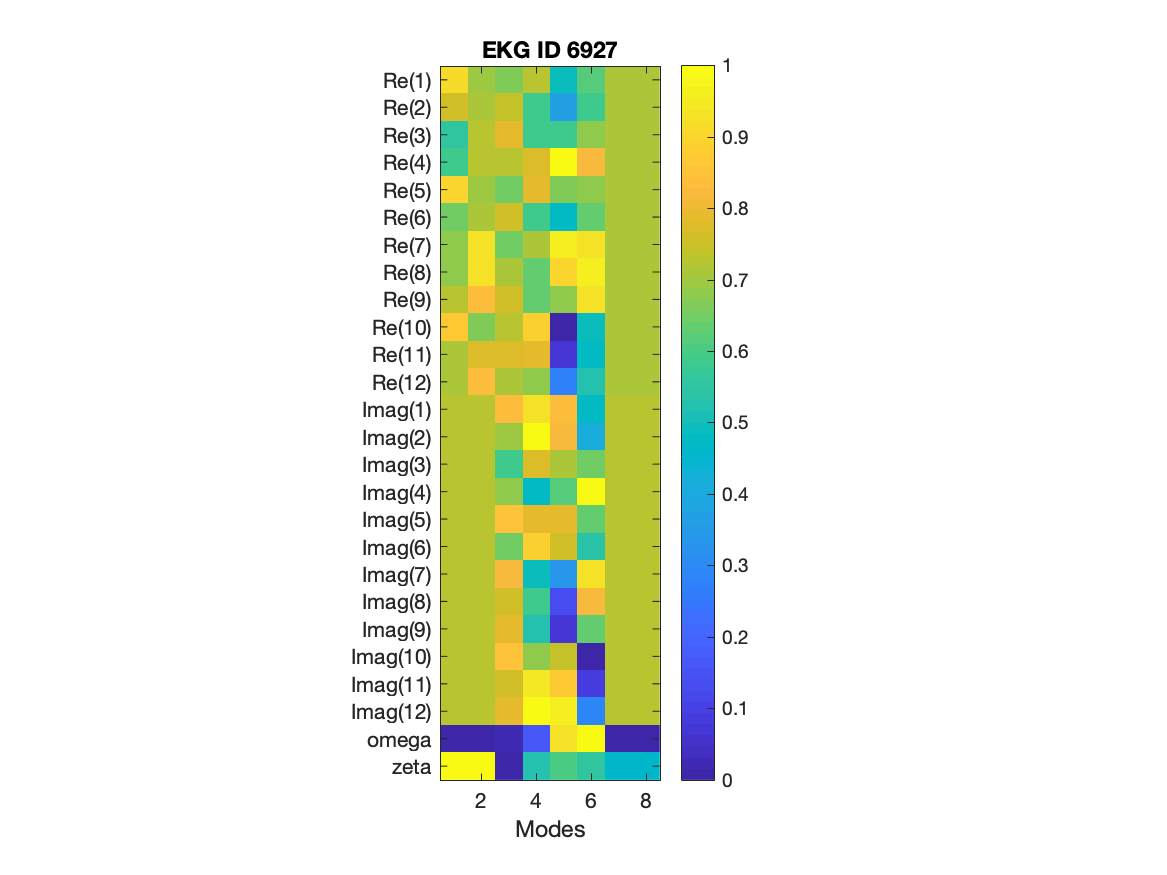 EKG ID 6927
Re(1)
Re(2)
Re(3)
Re(4)
Re(5)
Re(6)
Re(7)
Re(8)
Re(9)
Re(10)
Re(11)
Re(12)
Imag(1)
Imag(2)
Imag(3)
Imag(4)
Imag(5)
Imag(6)
Imag(7)
Imag(8)
Imag(9)
Imag(10)
Imag(11)
Imag(12)
omega
zeta
2 4 6 8
Modes
1
0.9
0.8
0.7
0.6
0.5
0.4
0.3
0.2
0.1
0